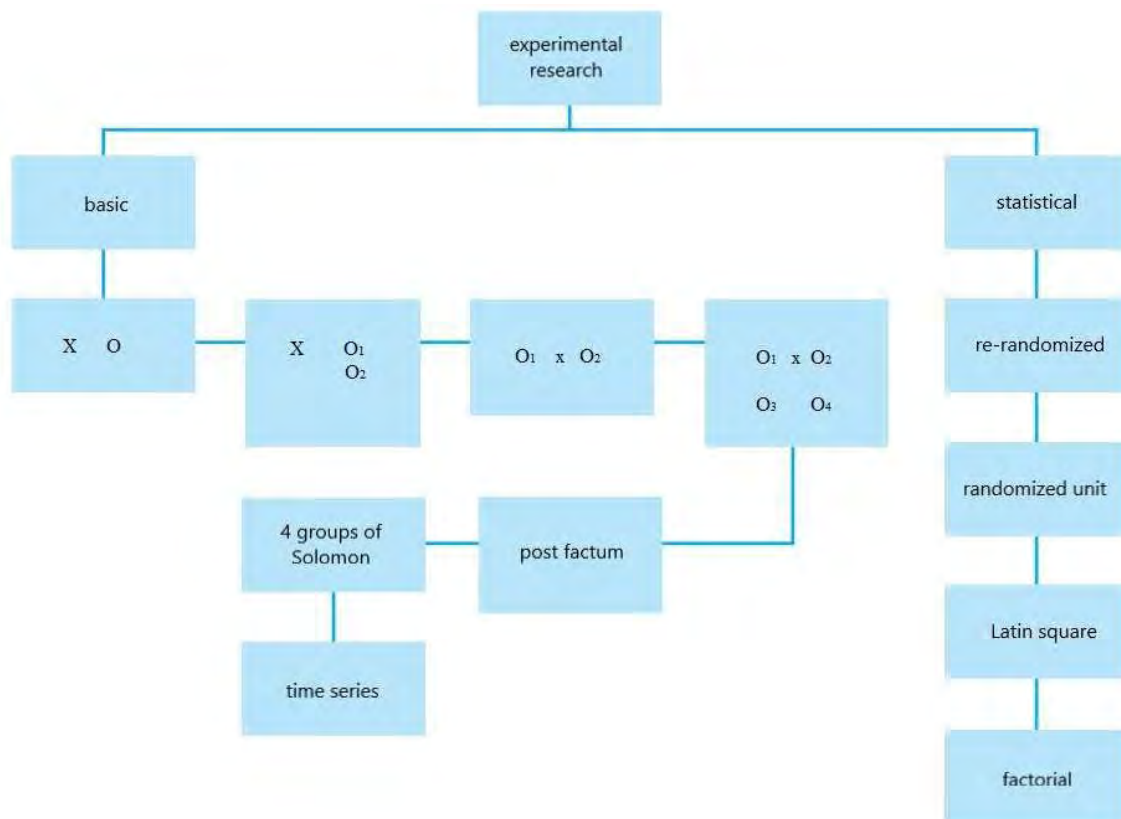 experimental
research
basic
statistical
X O
X O₁
O₂
O₁ x O₂
O₁ x O₂
O₃ O₄
re-randomized
randomized unit
4 groups of
Solomon
post factum
Latin square
time series
factorial